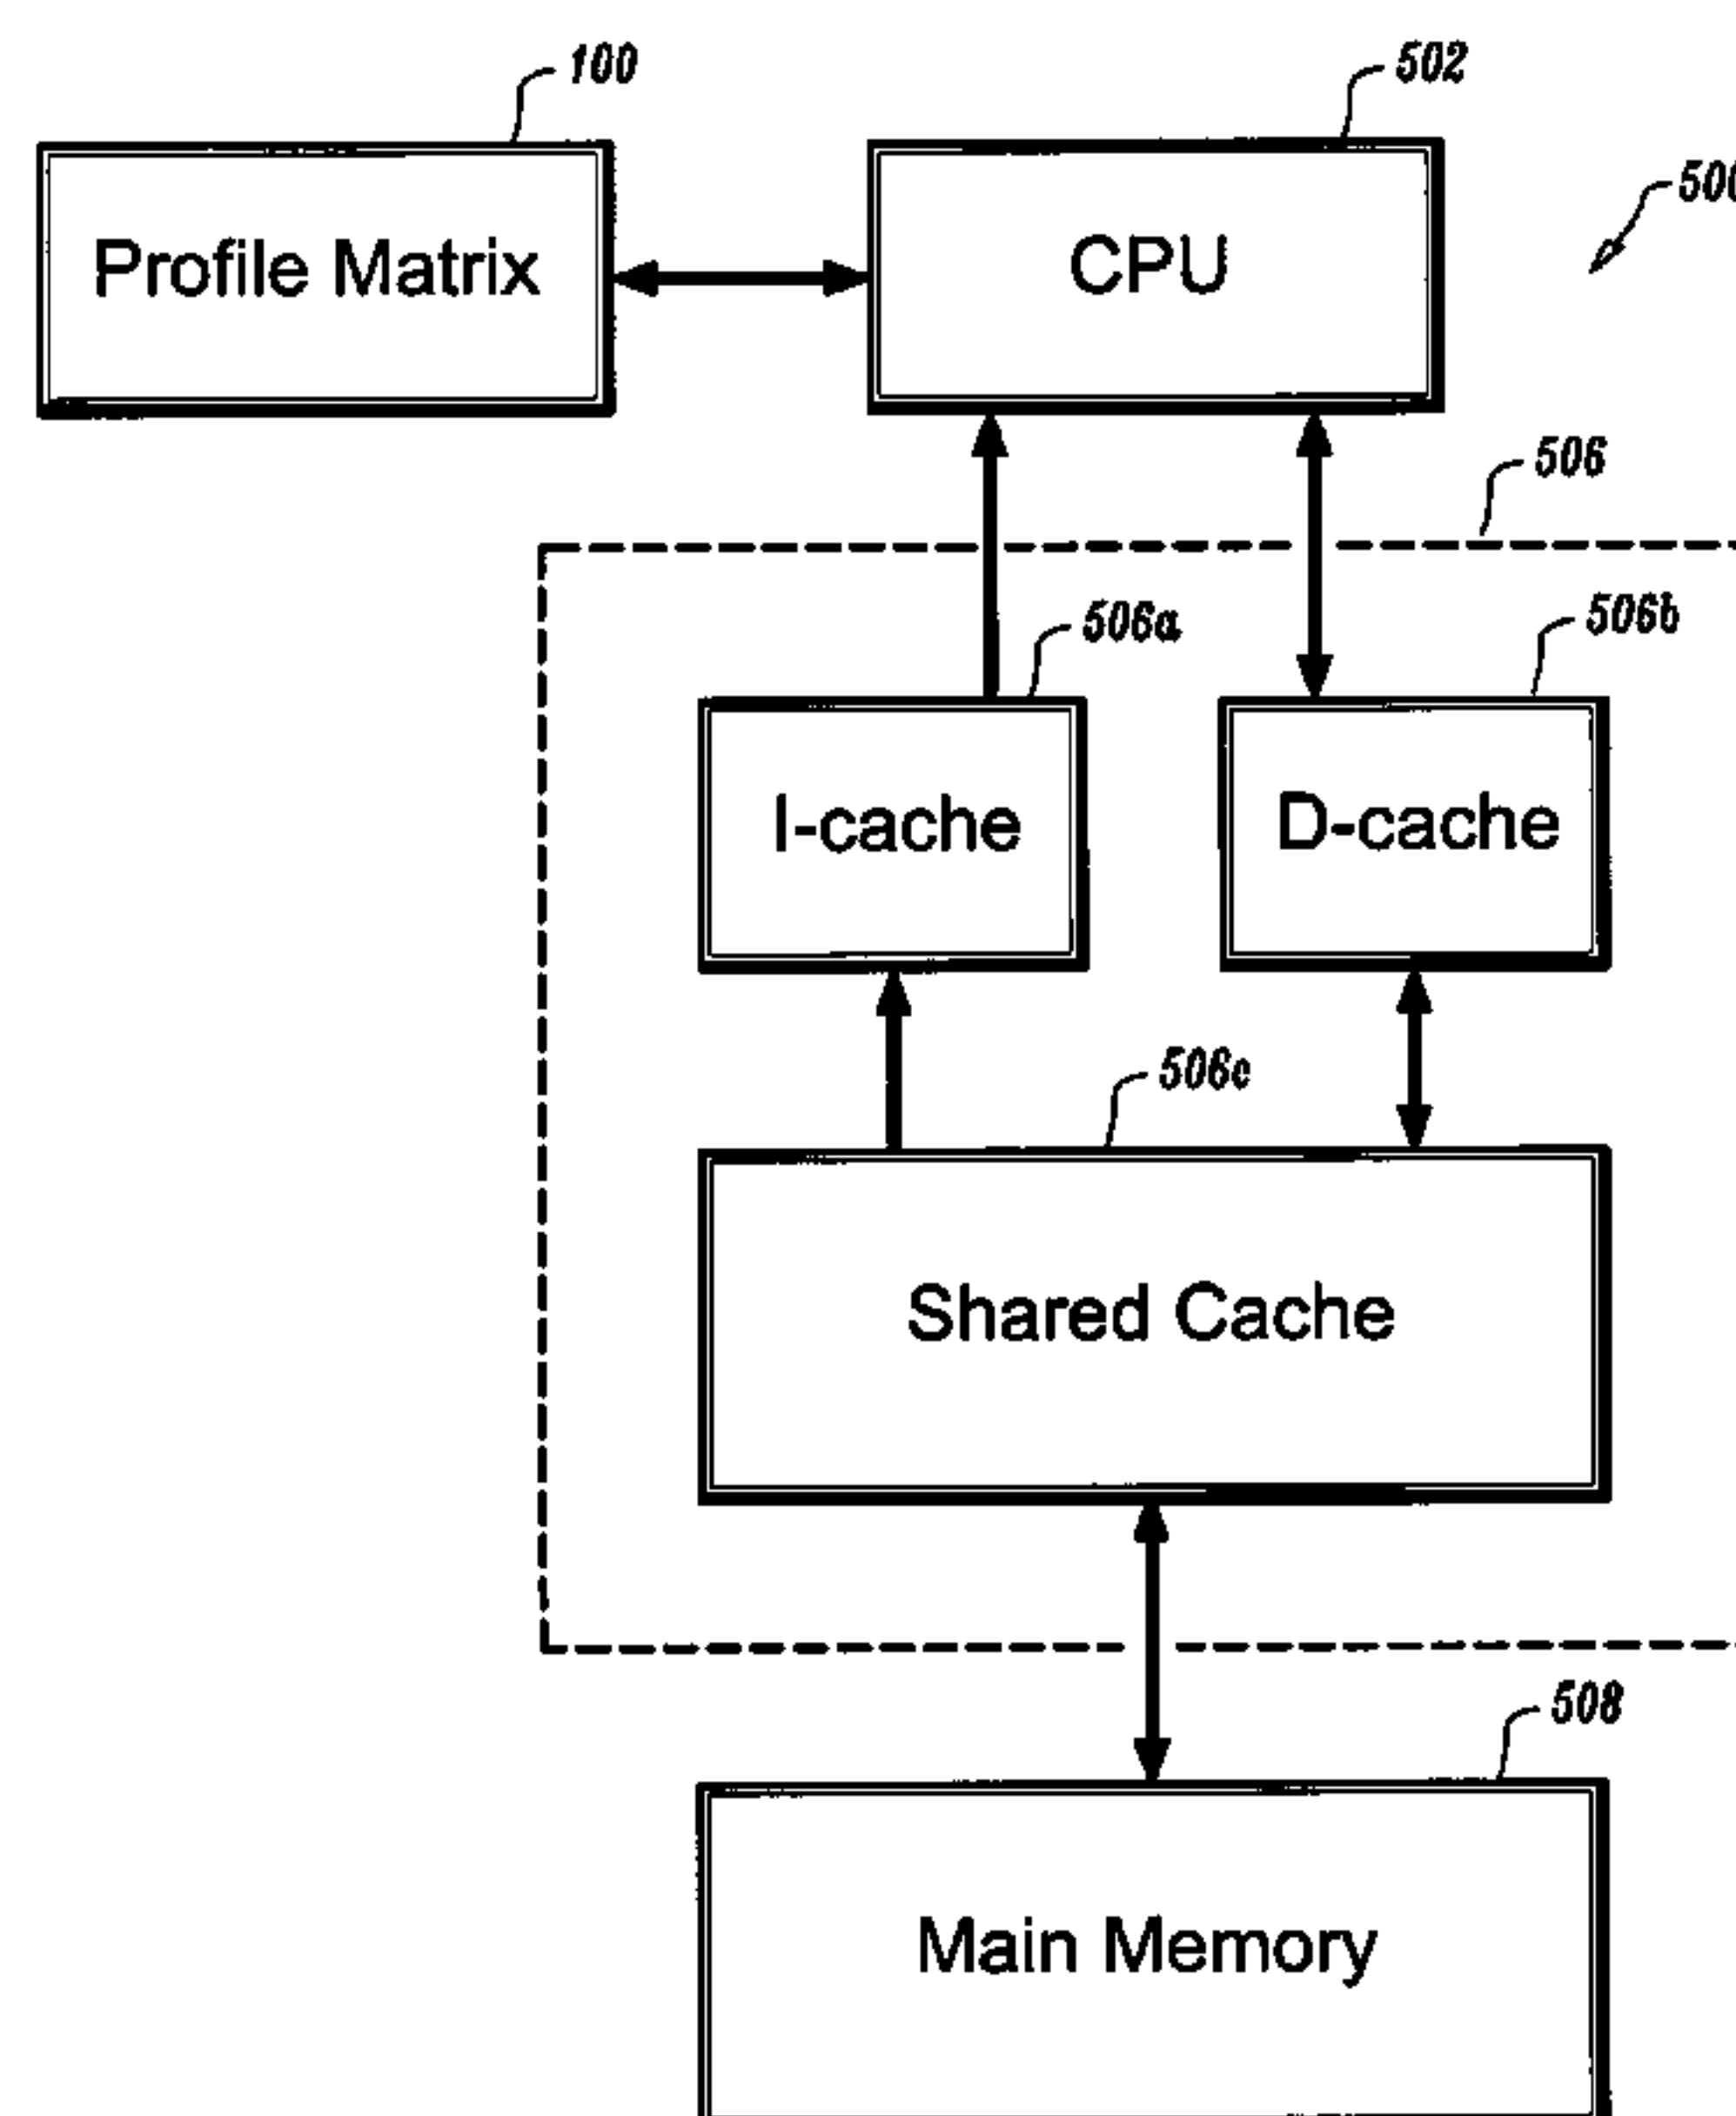 100
502
Profile Matrix
CPU
506
506a
506b
I-cache
D-cache
506c
Shared Cache
508
Main Memory